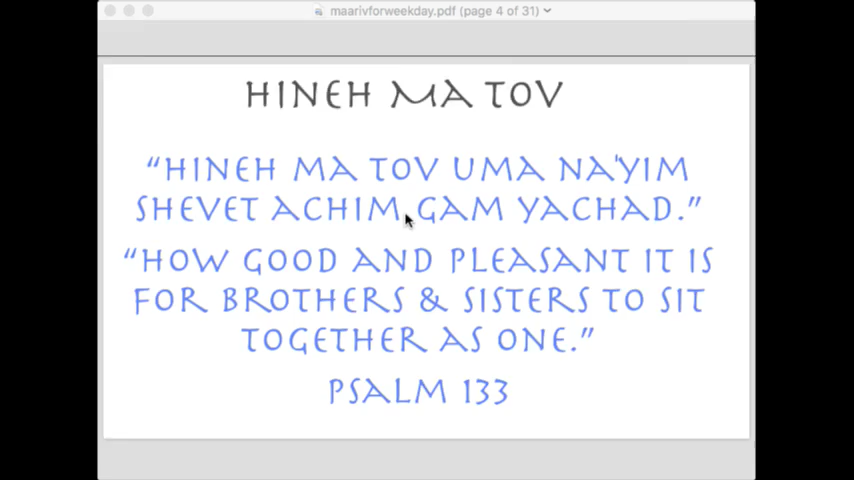 maarivforweekday.pdf (page 4 of 31)
HINEH MA TOV
“HINEH MA TOV UMA NA'YIM
SHEVET ACHIM GAM YACHAD.”
“HOW GOOD AND PLEASANT IT IS
FOR BROTHERS & SISTERS TO SIT
TOGETHER AS ONE.”
PSALM 133